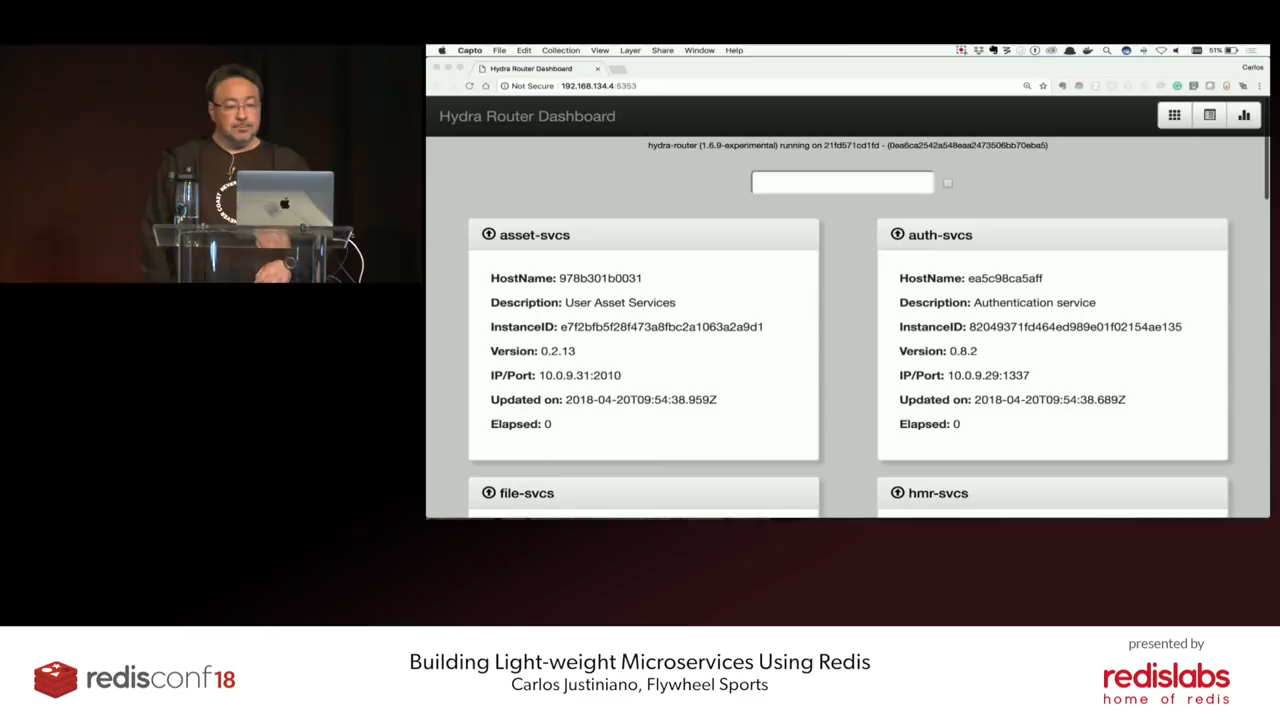 Capto File Edit Collection View Layer Share Window Help 51%
Hydra Router Dashboard × Carlos
Not Secure 192.168.134.4:5353
Hydra Router Dashboard
hydra-router (1.6.9-experimental) running on 21fd571cd1fd - (0ea6ca2542a548eaa2473506bb70eba5)
asset-svcs
HostName: 978b301b0031
Description: User Asset Services
InstanceID: e7f2bfb5f28f473a8fbc2a1063a2a9d1
Version: 0.2.13
IP/Port: 10.0.9.31:2010
Updated on: 2018-04-20T09:54:38.959Z
Elapsed: 0
auth-svcs
HostName: ea5c98ca5aff
Description: Authentication service
InstanceID: 82049371fd464ed989e01f02154ae135
Version: 0.8.2
IP/Port: 10.0.9.29:1337
Updated on: 2018-04-20T09:54:38.689Z
Elapsed: 0
file-svcs
hmr-svcs
redisconf18
Building Light-weight Microservices Using Redis
Carlos Justiniano, Flywheel Sports
presented by
redislabs
home of redis